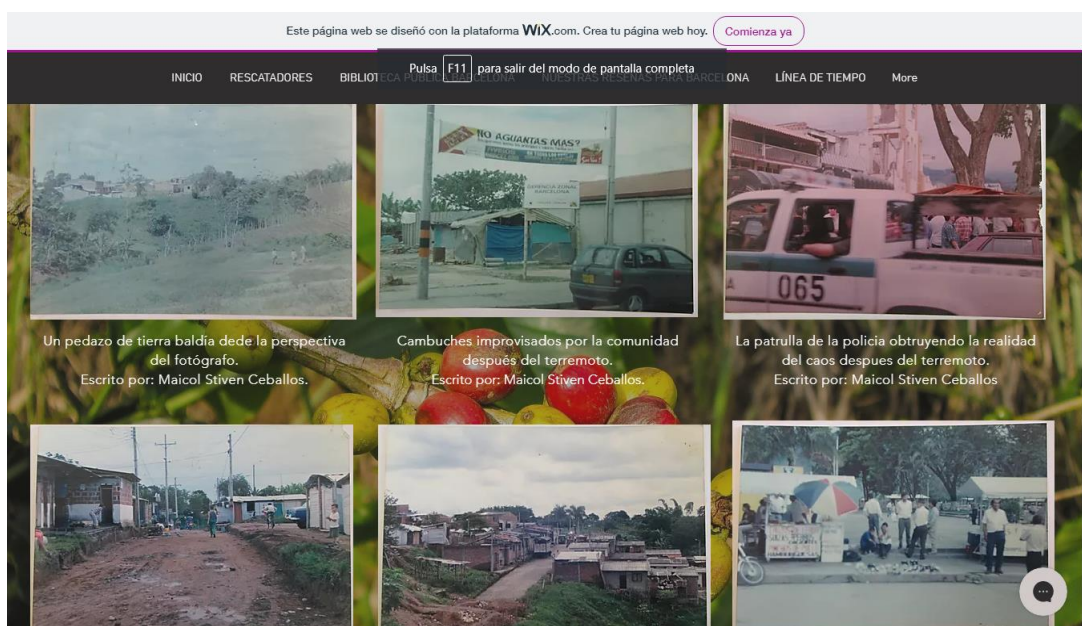 Este página web se diseñó con la plataforma WiX.com. Crea tu página web hoy. Comienza ya
Pulsa F11 para salir del modo de pantalla completa
INICIO RESCATADORES BIBLIOTECA PÚBLICA BARCELONA NUESTRAS RESEÑAS PARA BARCELONA LÍNEA DE TIEMPO More
NO AGUANTAS MAS?
GERENCIA ZONAL
BARCELONA
065
Un pedazo de tierra baldía dede la perspectiva
del fotógrafo.
Escrito por: Maicol Stiven Ceballos.
Cambuches improvisados por la comunidad
después del terremoto.
Escrito por: Maicol Stiven Ceballos.
La patrulla de la policia obtruyendo la realidad
del caos despues del terremoto.
Escrito por: Maicol Stiven Ceballos